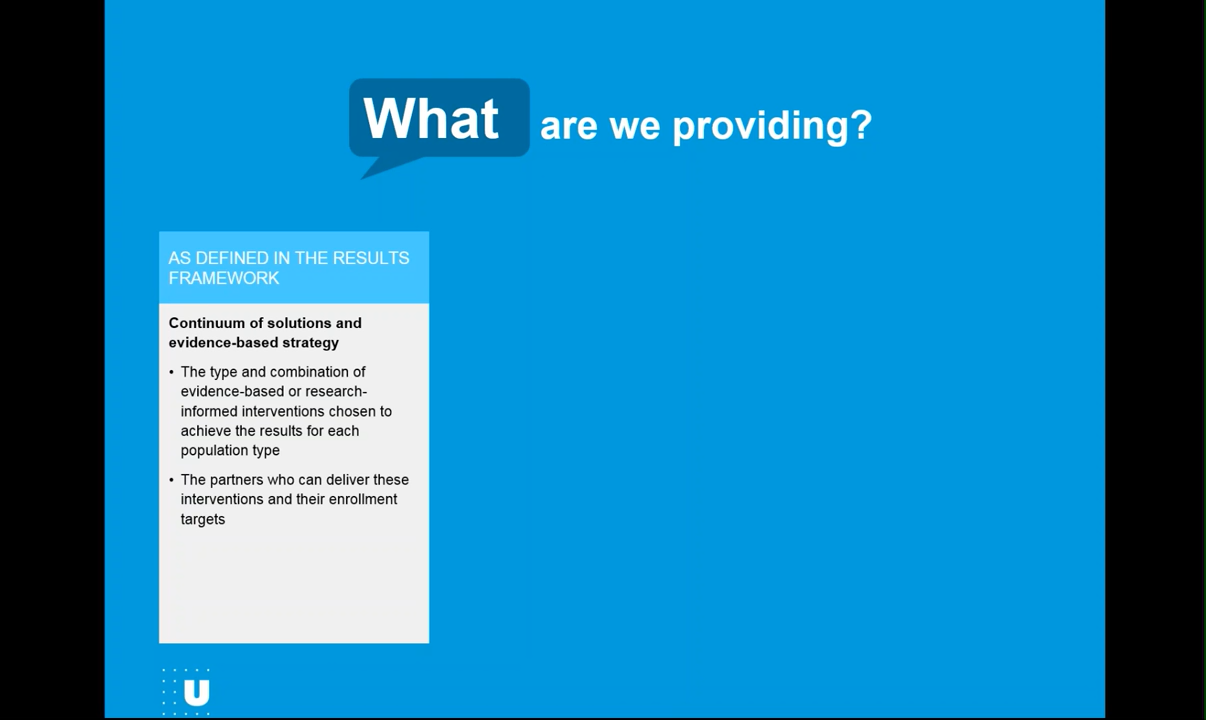 What are we providing?
AS DEFINED IN THE RESULTS
FRAMEWORK
Continuum of solutions and
evidence-based strategy
• The type and combination of
evidence-based or research-
informed interventions chosen to
achieve the results for each
population type
• The partners who can deliver these
interventions and their enrollment
targets
U